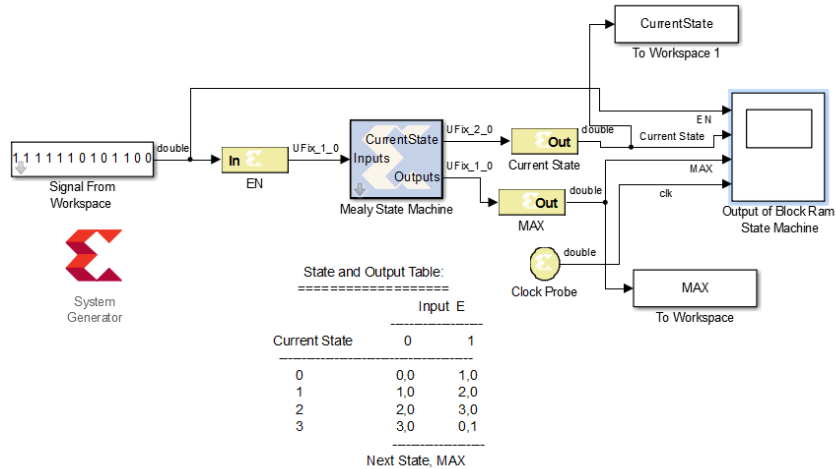 CurrentState
To Workspace 1
1 1 1 1 1 1 0 1 0 1 1 0 0
double
Signal From
Workspace
In
EN
UFix_1_0
CurrentState
Inputs
Outputs
Mealy State Machine
UFix_2_0
UFix_1_0
Out
double
Current State
Out
double
MAX
EN
Current State
MAX
clk
Output of Block Ram
State Machine
double
Clock Probe
MAX
To Workspace
System
Generator
State and Output Table:
===================
Input E
--------------------
Current State 0 1
------------------------------------------
0 0,0 1,0
1 1,0 2,0
2 2,0 3,0
3 3,0 0,1
--------------------
Next State, MAX